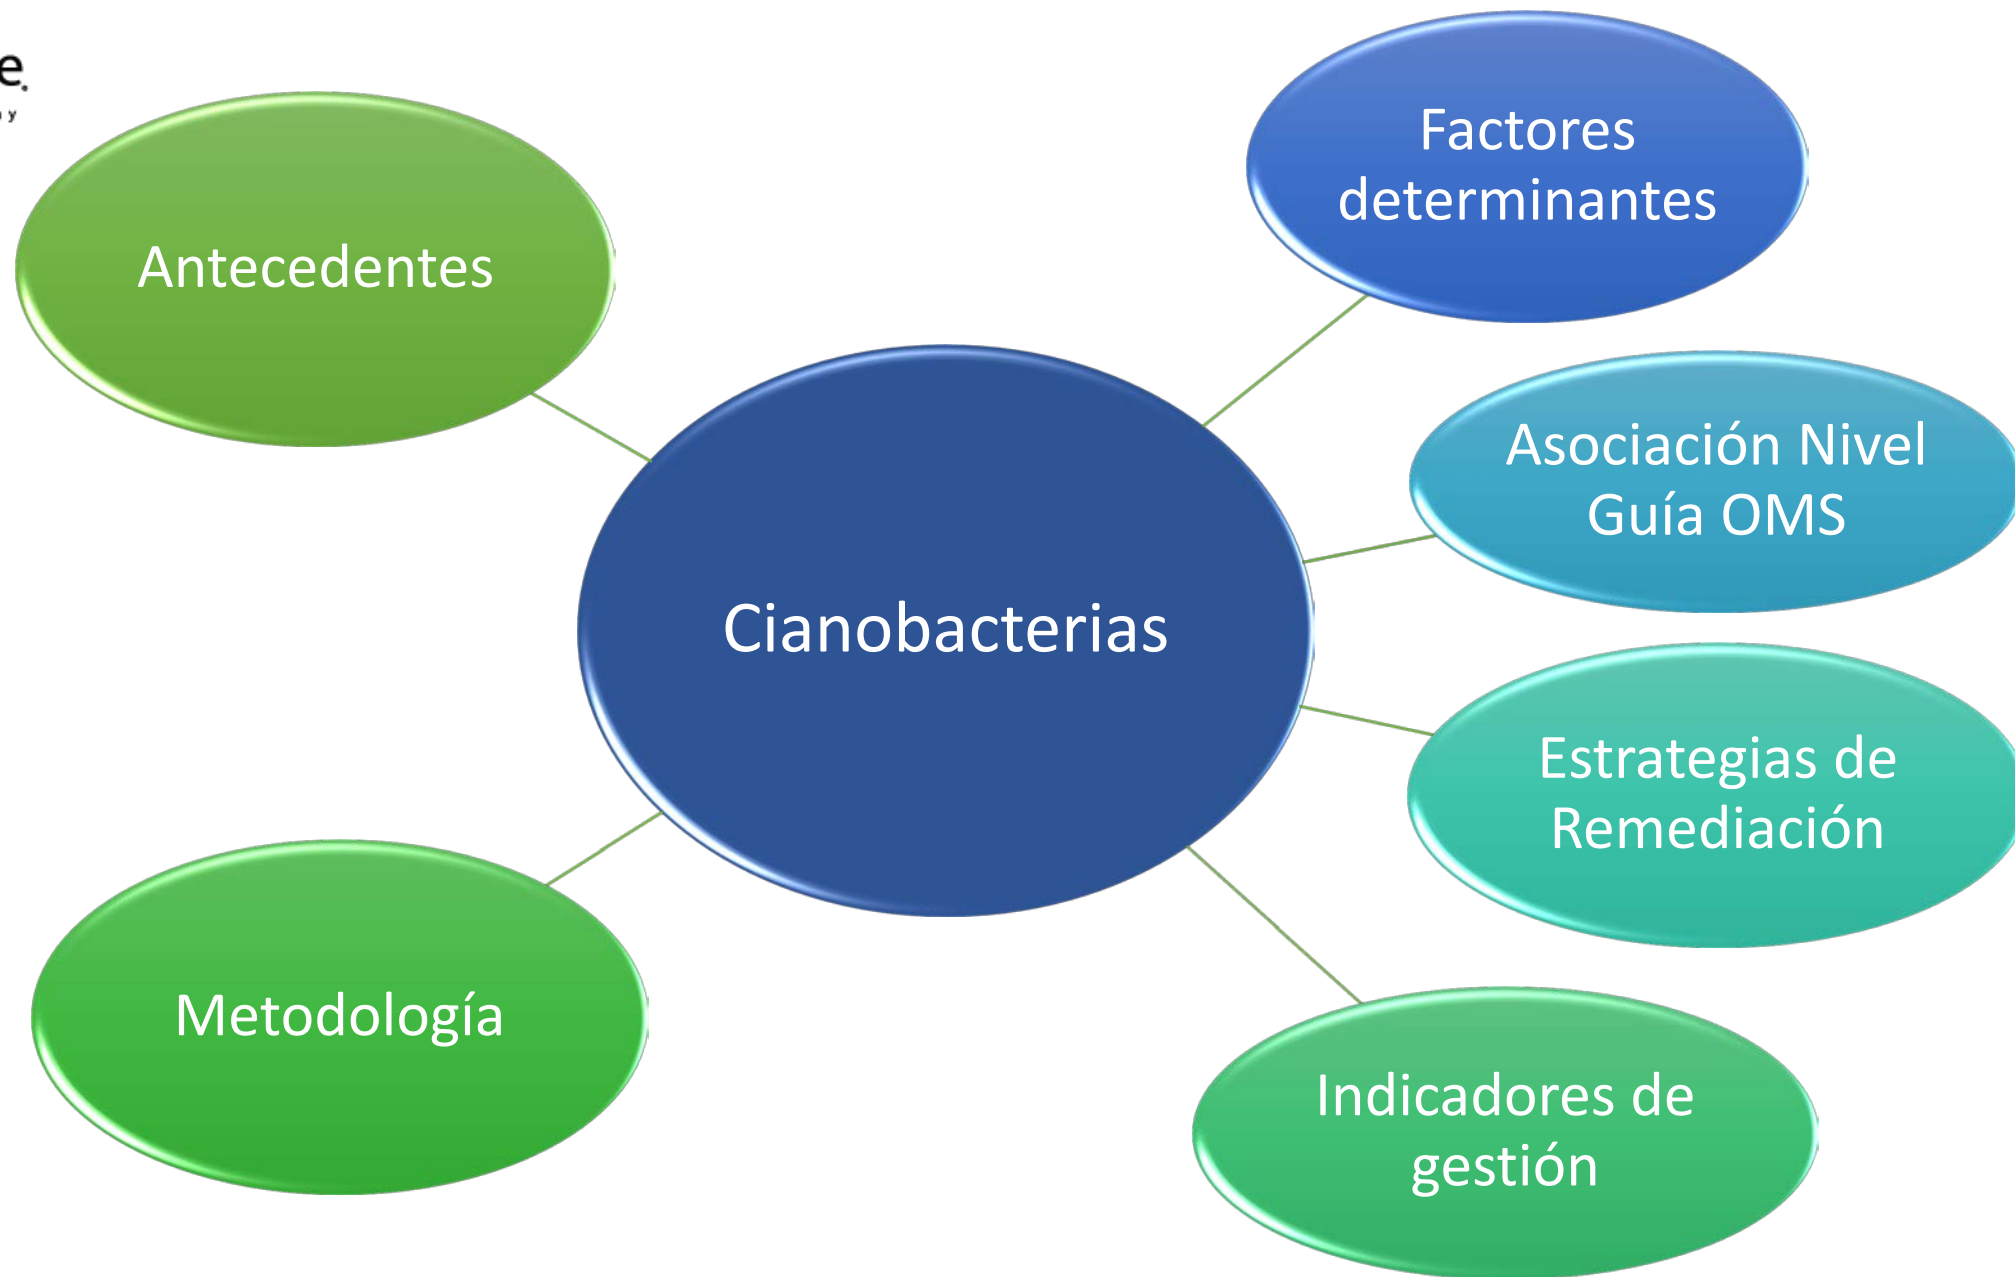 Antecedentes
Factores
determinantes
Asociación Nivel
Guía OMS
Cianobacterias
Estrategias de
Remediación
Metodología
Indicadores de
gestión